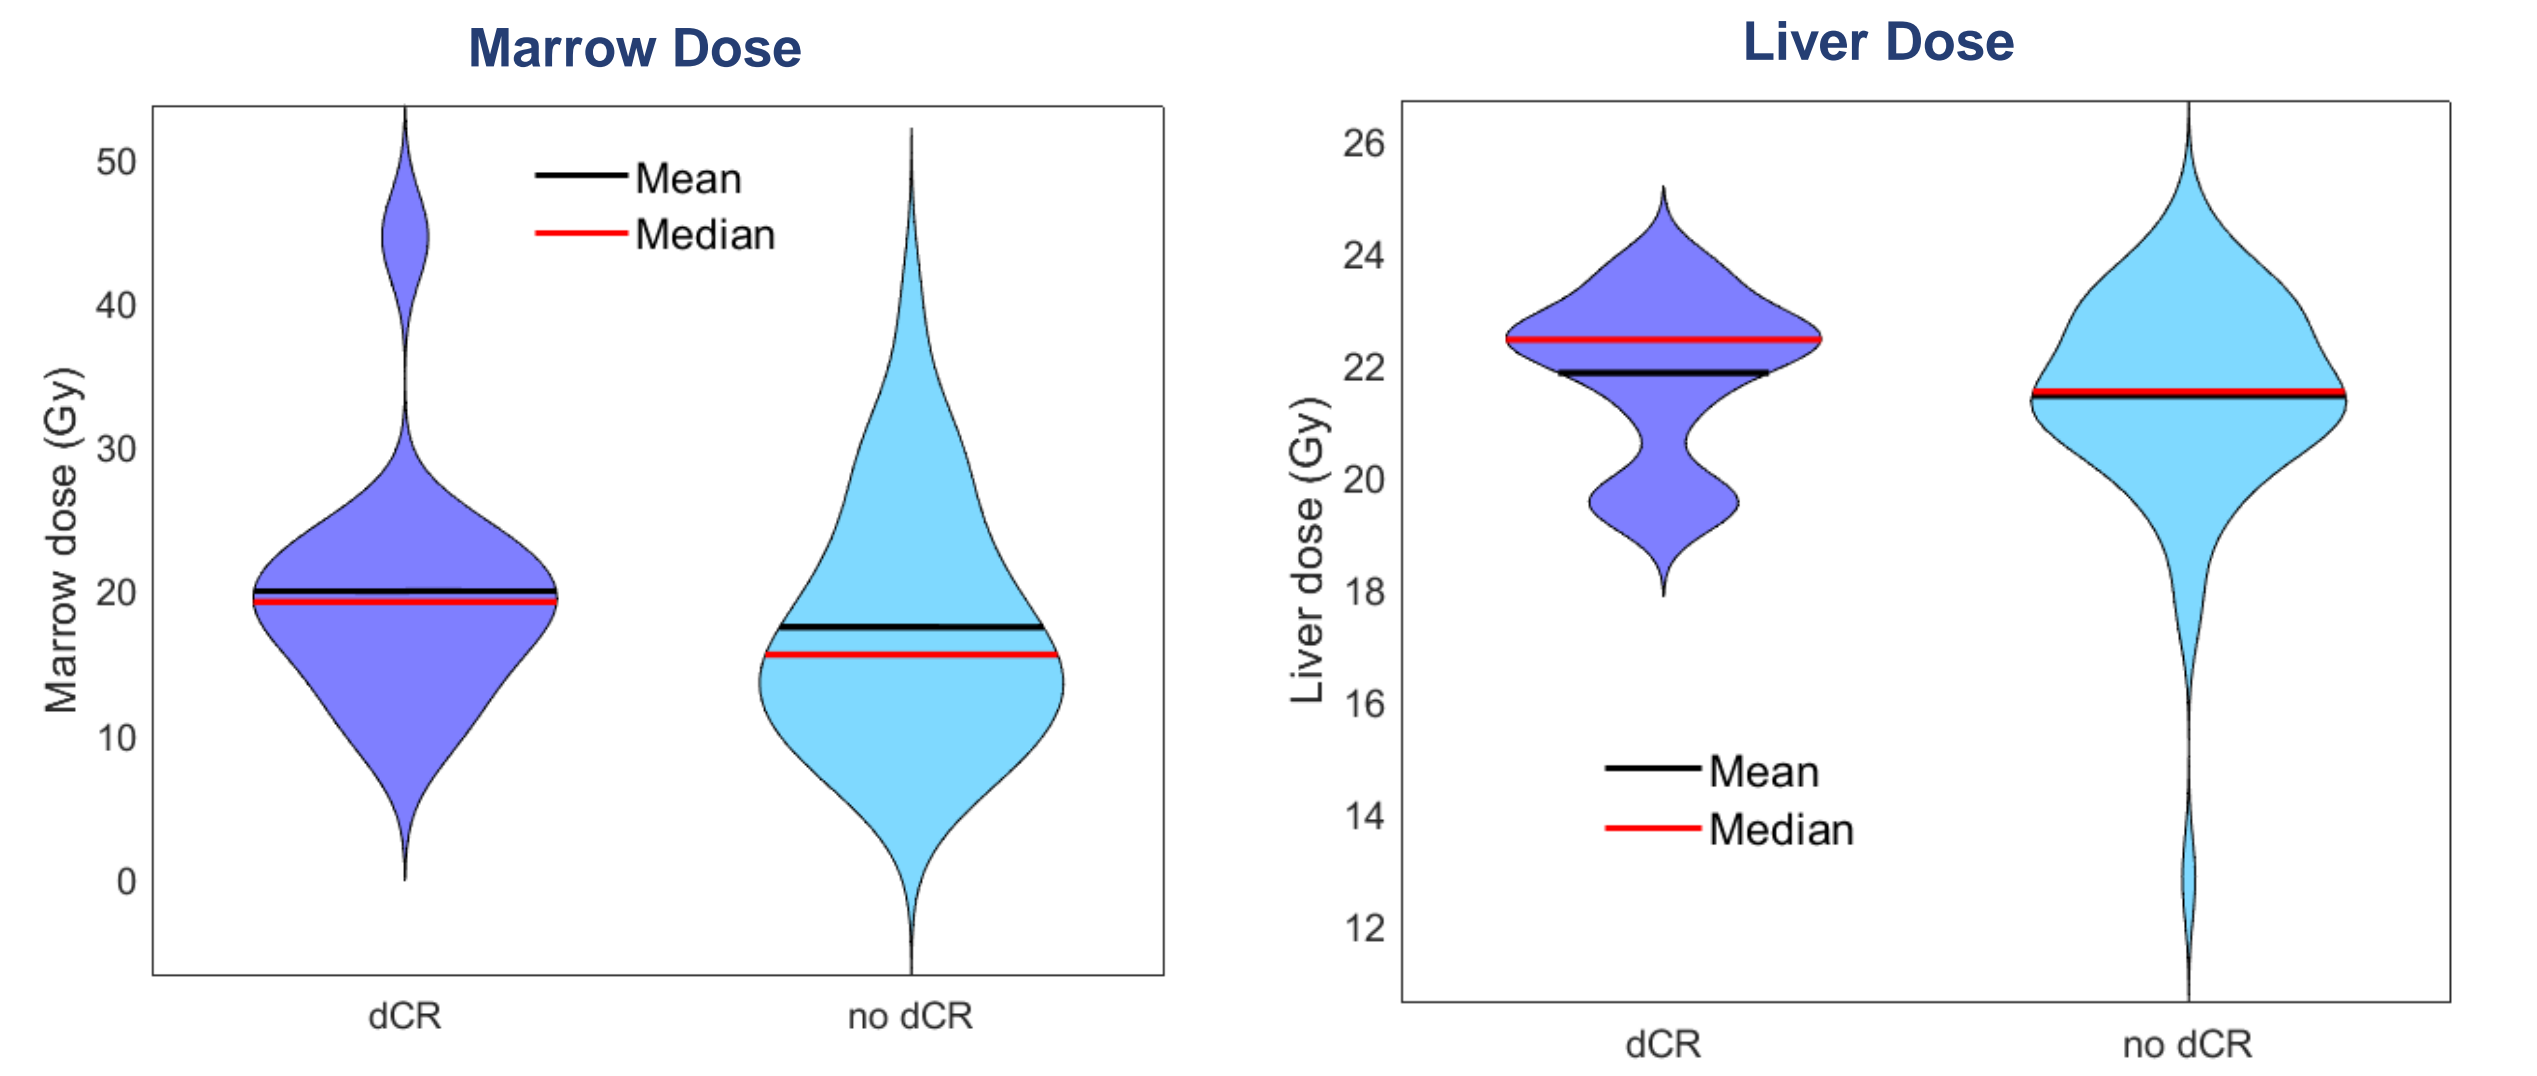 Marrow Dose
Marrow dose (Gy)
50
40
30
20
10
0
Mean
Median
dCR
no dCR
Liver Dose
Liver dose (Gy)
26
24
22
20
18
16
14
12
Mean
Median
dCR
no dCR